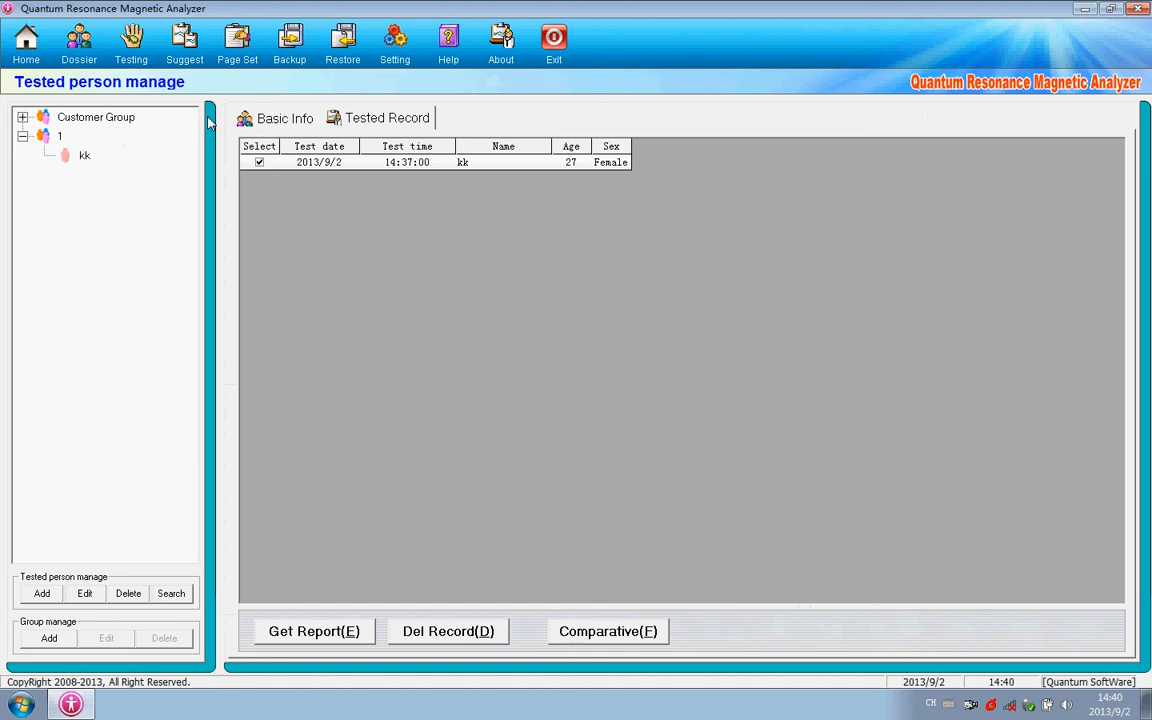 Quantum Resonance Magnetic Analyzer
Home Dossier Testing Suggest Page Set Backup Restore Setting Help About Exit
Tested person manage
Quantum Resonance Magnetic Analyzer
Customer Group
1
kk
Basic Info Tested Record
Select Test date Test time Name Age Sex
2013/9/2 14:37:00 kk 27 Female
Tested person manage
Add Edit Delete Search
Group manage
Add Edit Delete
Get Report(E) Del Record(D) Comparative(F)
CopyRight 2008-2013, All Right Reserved. 2013/9/2 14:40 [Quantum SoftWare]
CH 14:40
2013/9/2